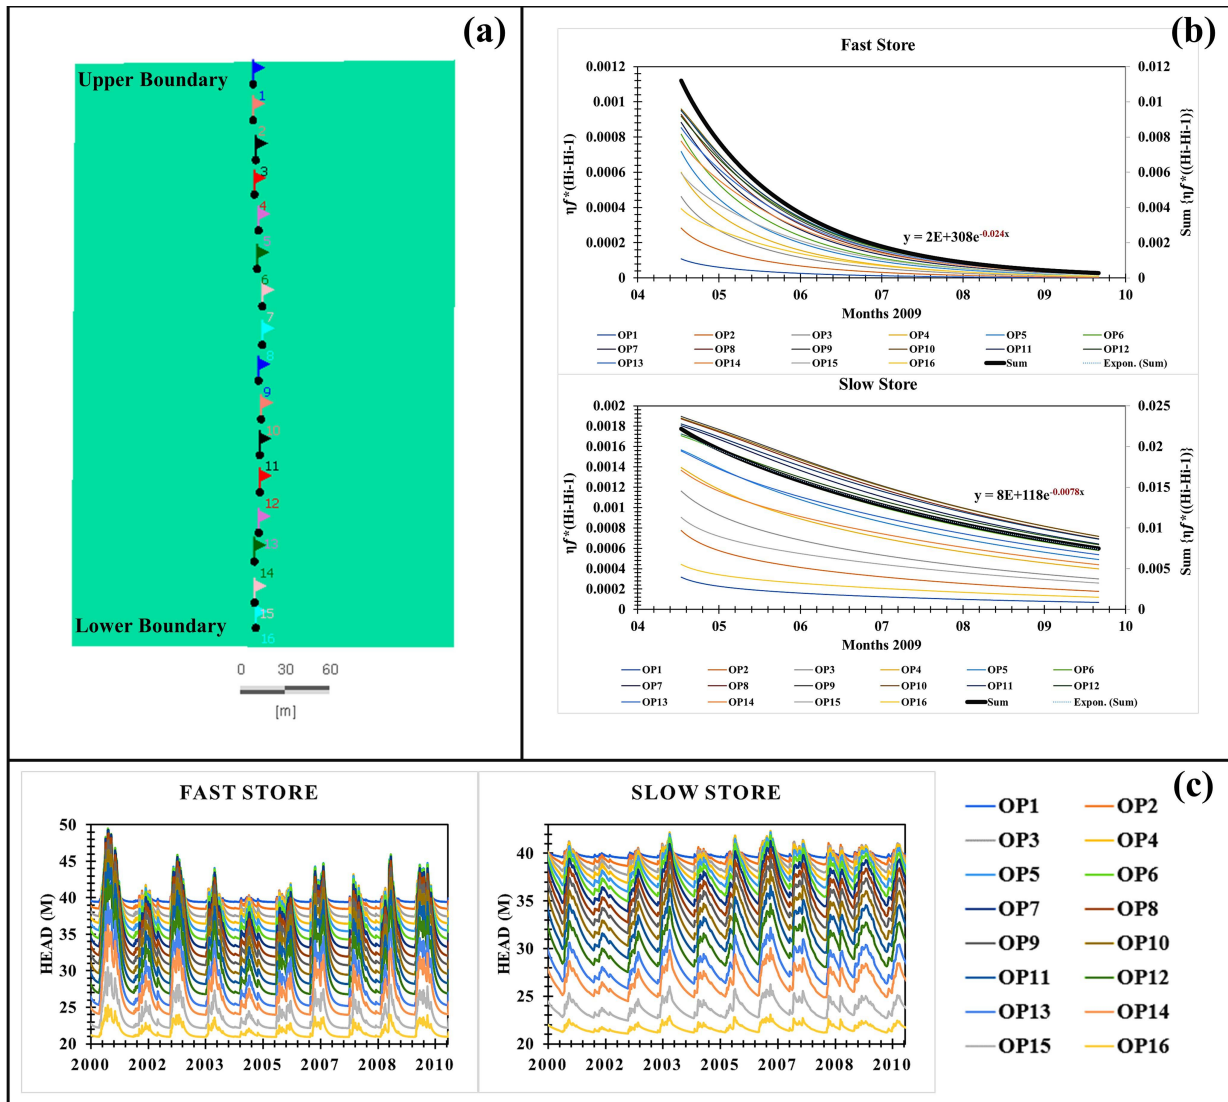 (a)
Upper Boundary
1
2
3
4
5
6
7
8
9
10
11
12
13
14
15
16
Lower Boundary
0 30 60
[m]
(b)
Fast Store
0.0012
0.001
0.0008
0.0006
0.0004
0.0002
0
ηf*(Hi-Hi-1)
0.012
0.01
0.008
0.006
0.004
0.002
0
Sum {ηf*((Hi-Hi-1)}
y = 2E+308e-0.024x
04 05 06 07 08 09 10
Months 2009
OP1 OP2 OP3 OP4 OP5 OP6
OP7 OP8 OP9 OP10 OP11 OP12
OP13 OP14 OP15 OP16 Sum Expon. (Sum)
Slow Store
0.002
0.0018
0.0016
0.0014
0.0012
0.001
0.0008
0.0006
0.0004
0.0002
0
ηf*(Hi-Hi-1)
0.025
0.02
0.015
0.01
0.005
0
Sum {ηf*((Hi-Hi-1)}
y = 8E+118e-0.0078x
04 05 06 07 08 09 10
Months 2009
OP1 OP2 OP3 OP4 OP5 OP6
OP7 OP8 OP9 OP10 OP11 OP12
OP13 OP14 OP15 OP16 Sum Expon. (Sum)
(c)
FAST STORE
HEAD (M)
50
45
40
35
30
25
20
2000 2002 2003 2005 2007 2008 2010
SLOW STORE
HEAD (M)
40
35
30
25
20
2000 2002 2003 2005 2007 2008 2010
OP1 OP2
OP3 OP4
OP5 OP6
OP7 OP8
OP9 OP10
OP11 OP12
OP13 OP14
OP15 OP16